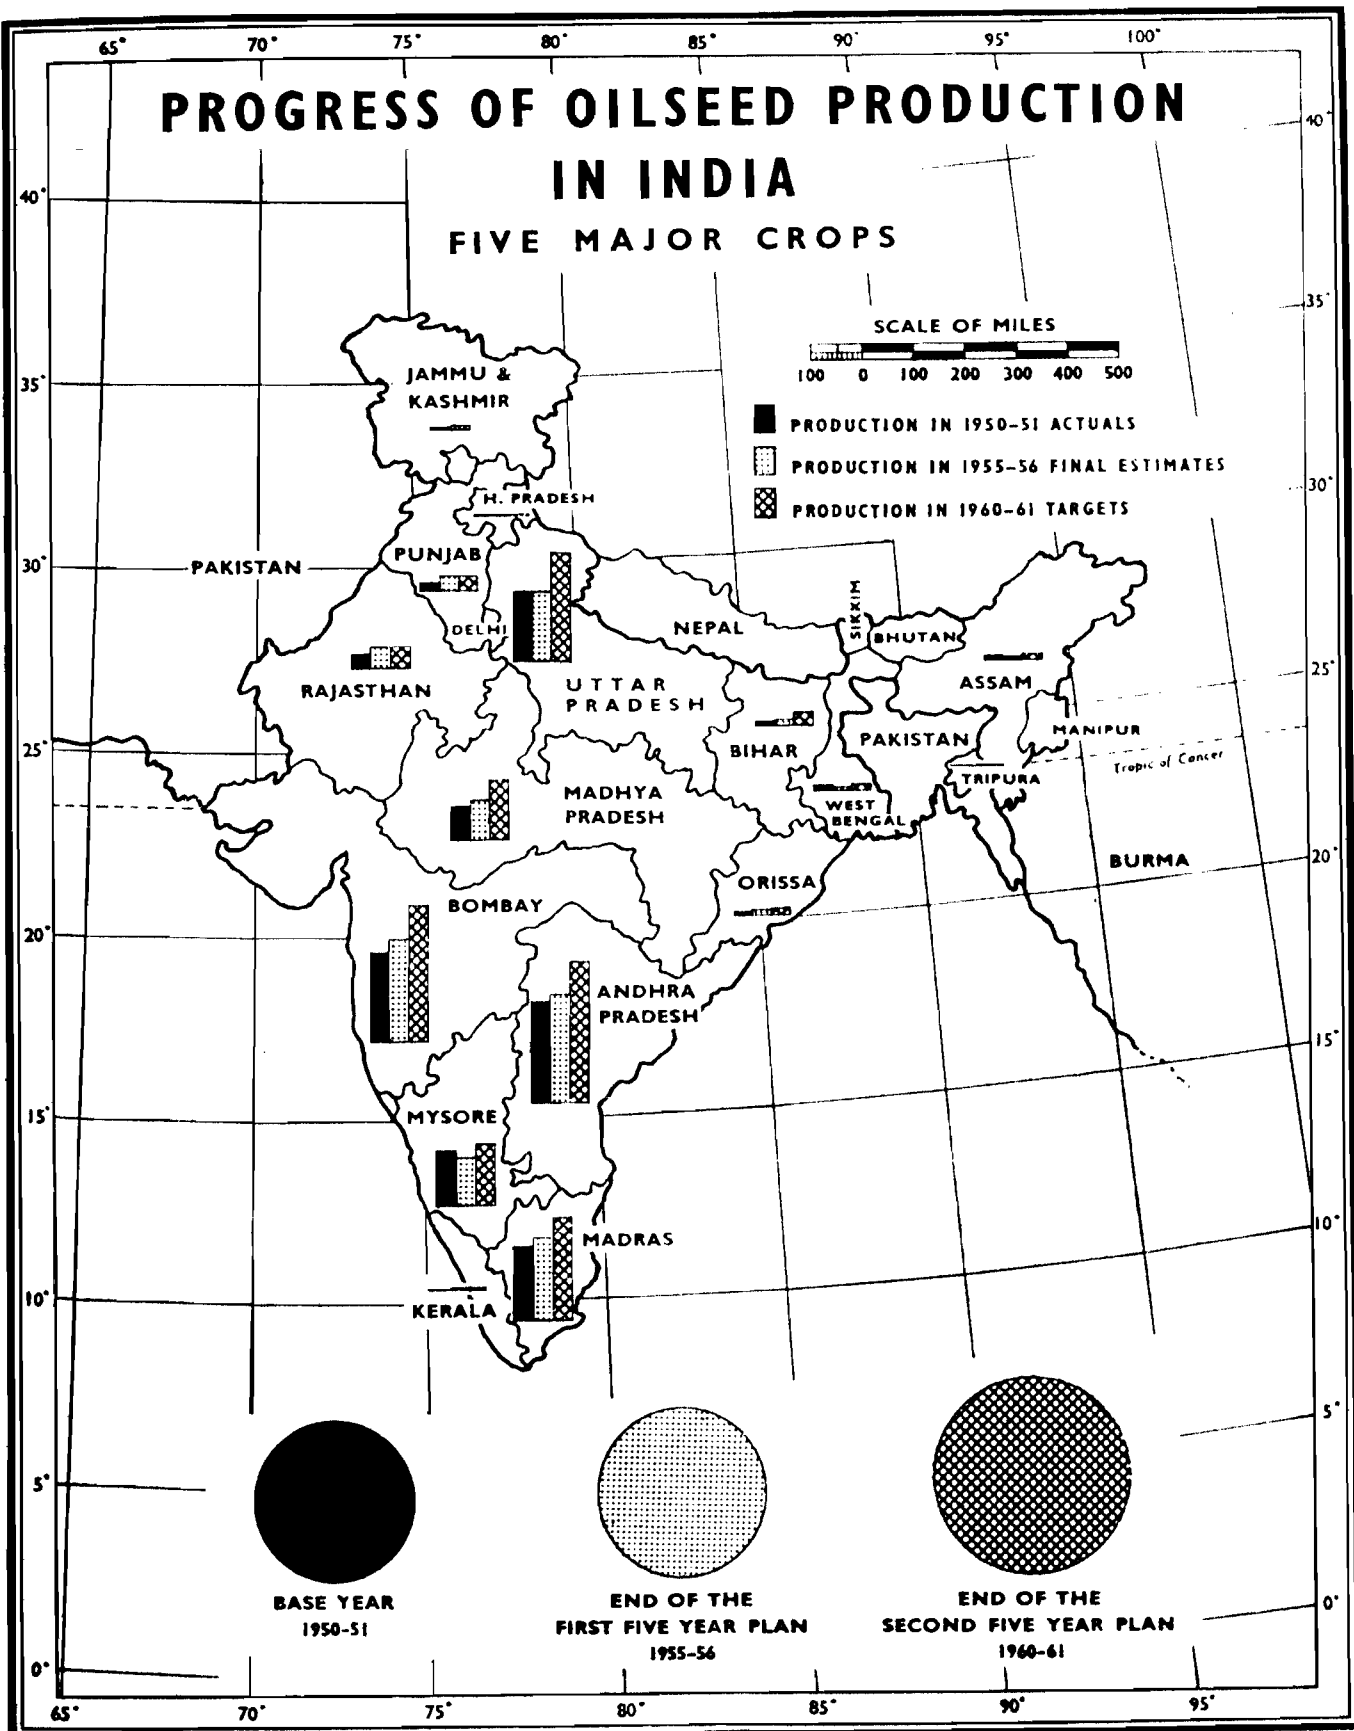 65° 70° 75° 80° 85° 90° 95° 100°
PROGRESS OF OILSEED PRODUCTION
IN INDIA
FIVE MAJOR CROPS
40°
40°
35°
SCALE OF MILES
100 0 100 200 300 400 500
JAMMU &
KASHMIR
35°
PRODUCTION IN 1950-51 ACTUALS
PRODUCTION IN 1955-56 FINAL ESTIMATES
PRODUCTION IN 1960-61 TARGETS
30°
H. PRADESH
PUNJAB
PAKISTAN
30°
DELHI
NEPAL
SIKKIM
BHUTAN
25°
RAJASTHAN
UTTAR
PRADESH
ASSAM
MANIPUR
BIHAR
PAKISTAN
25°
Tropic of Cancer
TRIPURA
MADHYA
PRADESH
WEST
BENGAL
BURMA
20°
ORISSA
BOMBAY
20°
ANDHRA
PRADESH
15°
MYSORE
15°
10°
MADRAS
10°
KERALA
5°
5°
BASE YEAR
1950-51
END OF THE
FIRST FIVE YEAR PLAN
1955-56
END OF THE
SECOND FIVE YEAR PLAN
1960-61
0°
0°
65° 70° 75° 80° 85° 90° 95°